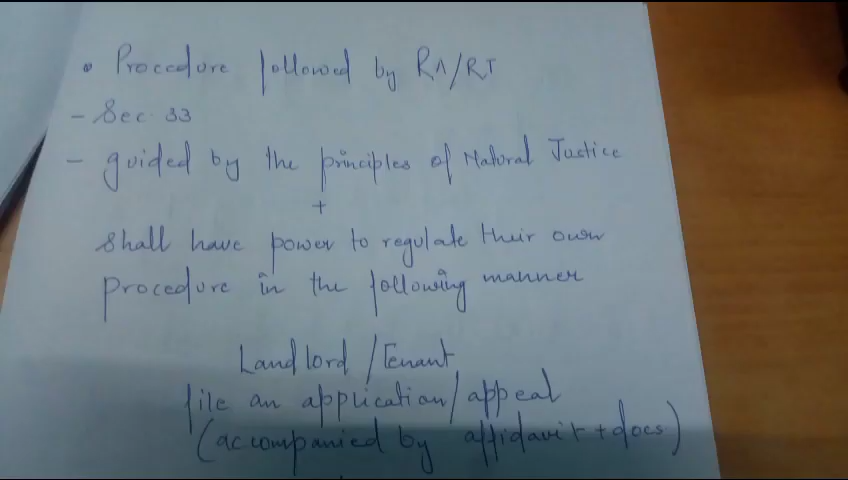 • Procedure followed by RA/RT
- Sec. 33
- guided by the principles of Natural Justice
+
shall have power to regulate their own
procedure in the following manner
Landlord/Tenant
file an application/appeal
(accompanied by affidavit + docs)